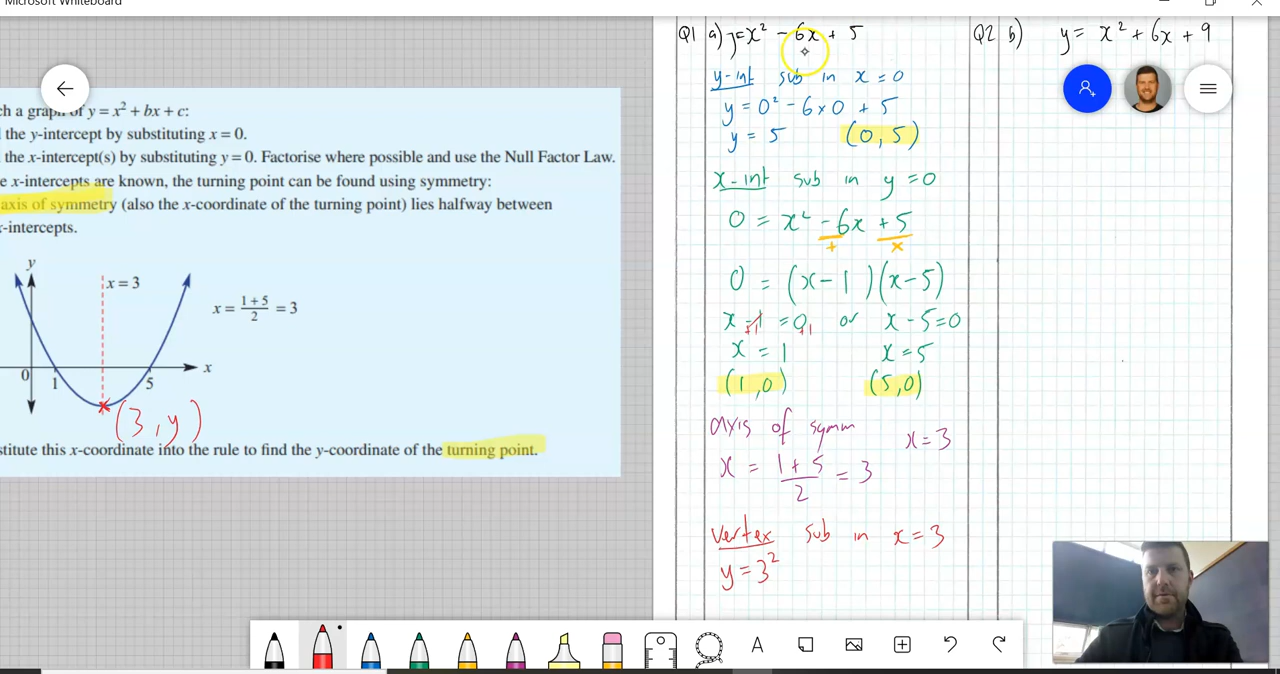 Microsoft Whiteboard
ch a graph of y = x² + bx + c:
the y-intercept by substituting x = 0.
the x-intercept(s) by substituting y = 0. Factorise where possible and use the Null Factor Law.
e x-intercepts are known, the turning point can be found using symmetry:
axis of symmetry (also the x-coordinate of the turning point) lies halfway between
x-intercepts.
y
x = 3
x = 1 + 5 / 2 = 3
0
1
5
x
(3, y)
stitute this x-coordinate into the rule to find the y-coordinate of the turning point.
Q1 a) y = x² - 6x + 5
y-int sub in x = 0
y = 0² - 6 × 0 + 5
y = 5 (0, 5)
x-int sub in y = 0
0 = x² - 6x + 5
+ ×
0 = (x - 1)(x - 5)
x - 1 = 0 or x - 5 = 0
+1 +1
x = 1 x = 5
(1, 0) (5, 0)
axis of symm
x = 3
x = 1 + 5 / 2 = 3
Vertex sub in x = 3
y = 3²
Q2 b) y = x² + 6x + 9
A